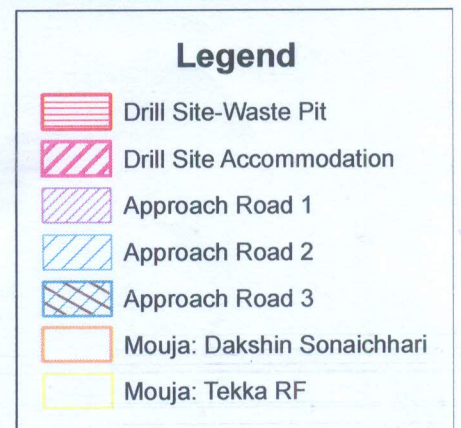 Legend
Drill Site-Waste Pit
Drill Site Accommodation
Approach Road 1
Approach Road 2
Approach Road 3
Mouja: Dakshin Sonaichhari
Mouja: Tekka RF